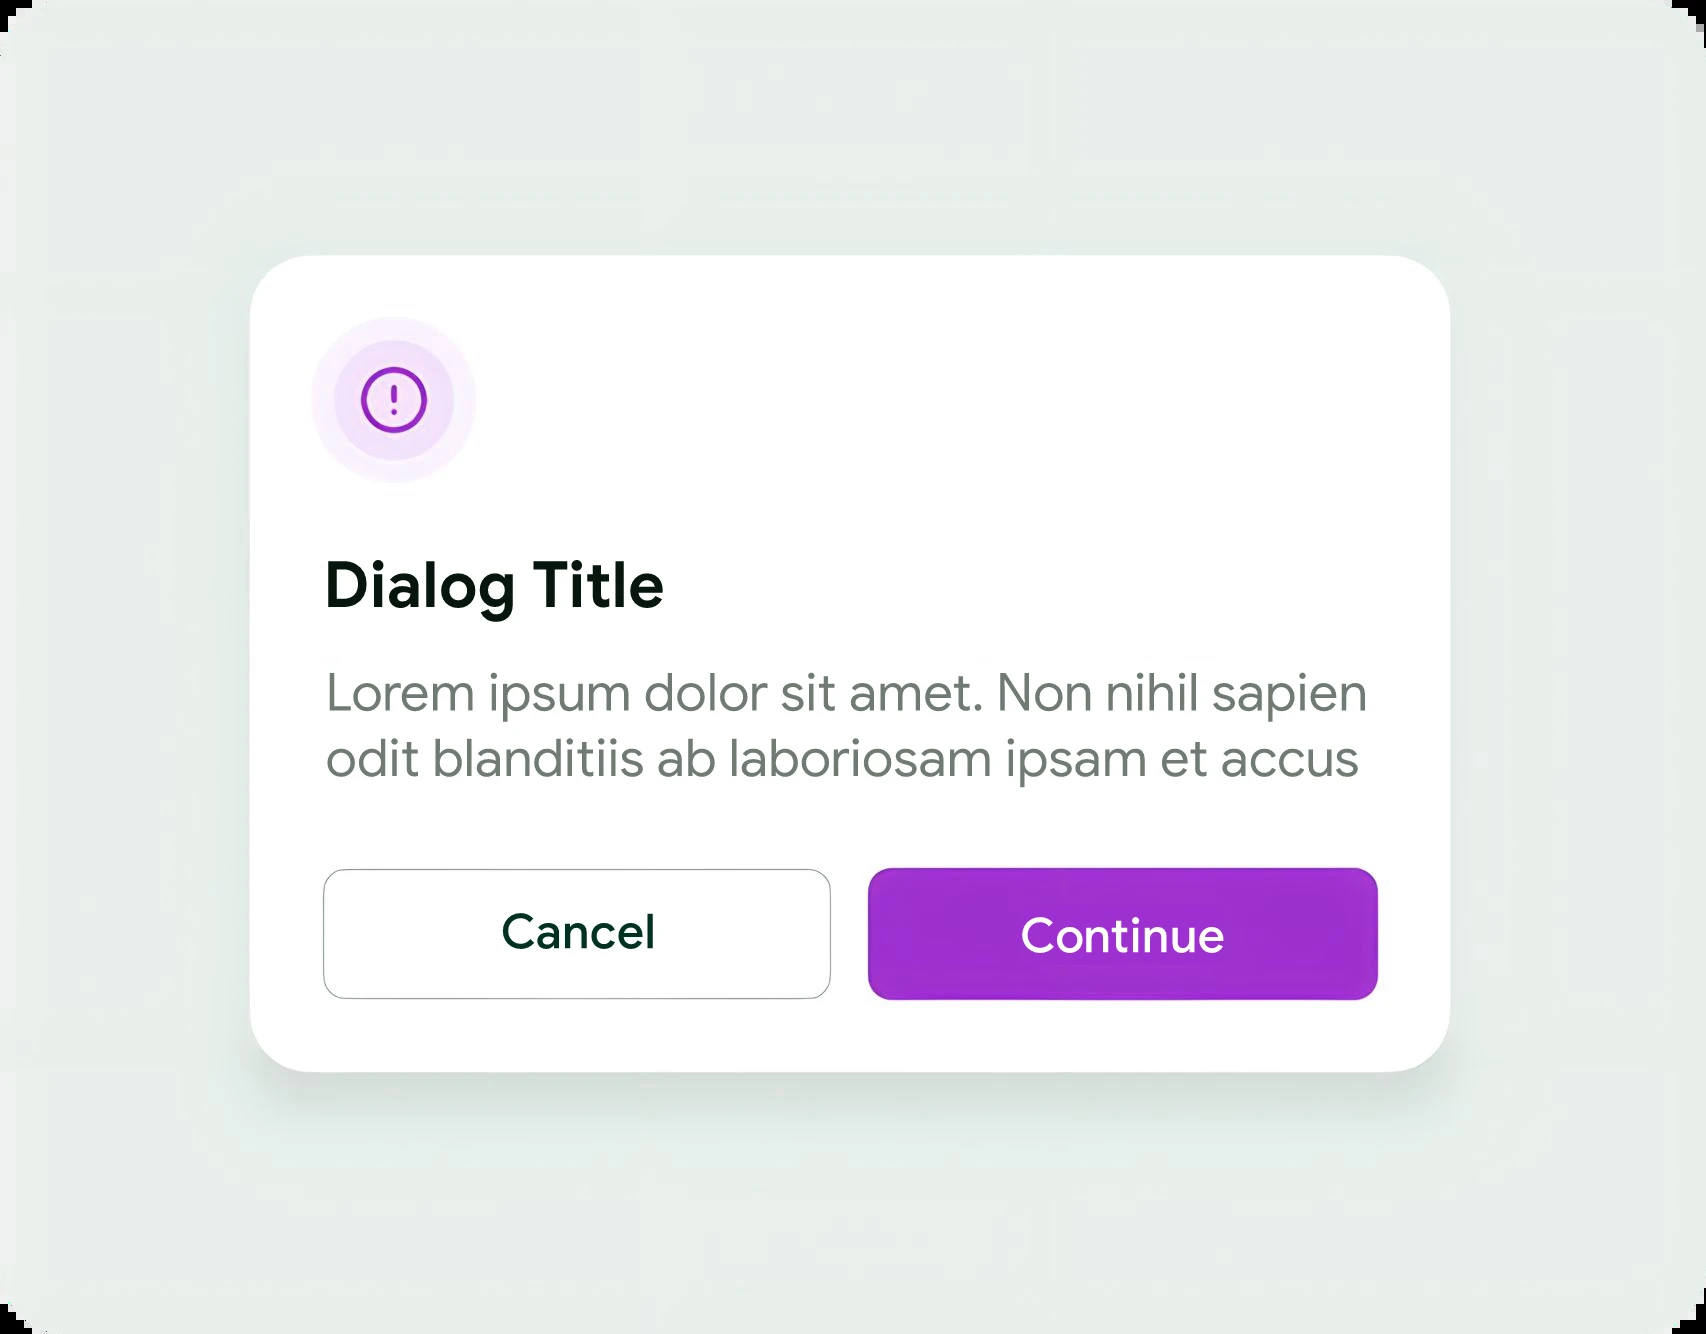 Dialog Title
Lorem ipsum dolor sit amet. Non nihil sapien
odit blanditiis ab laboriosam ipsam et accus
Cancel
Continue